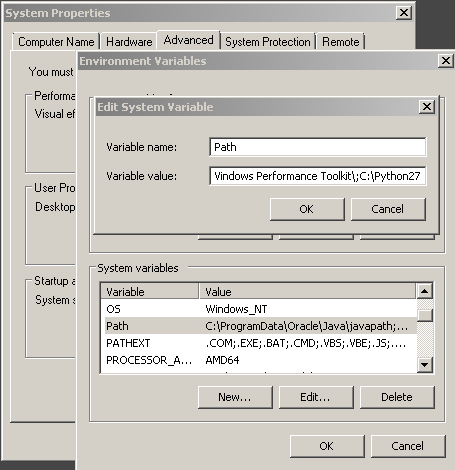 System Properties
Computer Name Hardware Advanced System Protection Remote
Environment Variables
You must
Performa
Visual ef
Edit System Variable
Variable name: Path
Variable value: Vindows Performance Toolkit\;C:\Python27
OK Cancel
User Pro
Desktop
Startup a
System s
System variables
Variable Value
OS Windows_NT
Path C:\ProgramData\Oracle\Java\javapath;...
PATHEXT .COM;.EXE;.BAT;.CMD;.VBS;.VBE;.JS;....
PROCESSOR_A... AMD64
New... Edit... Delete
OK Cancel